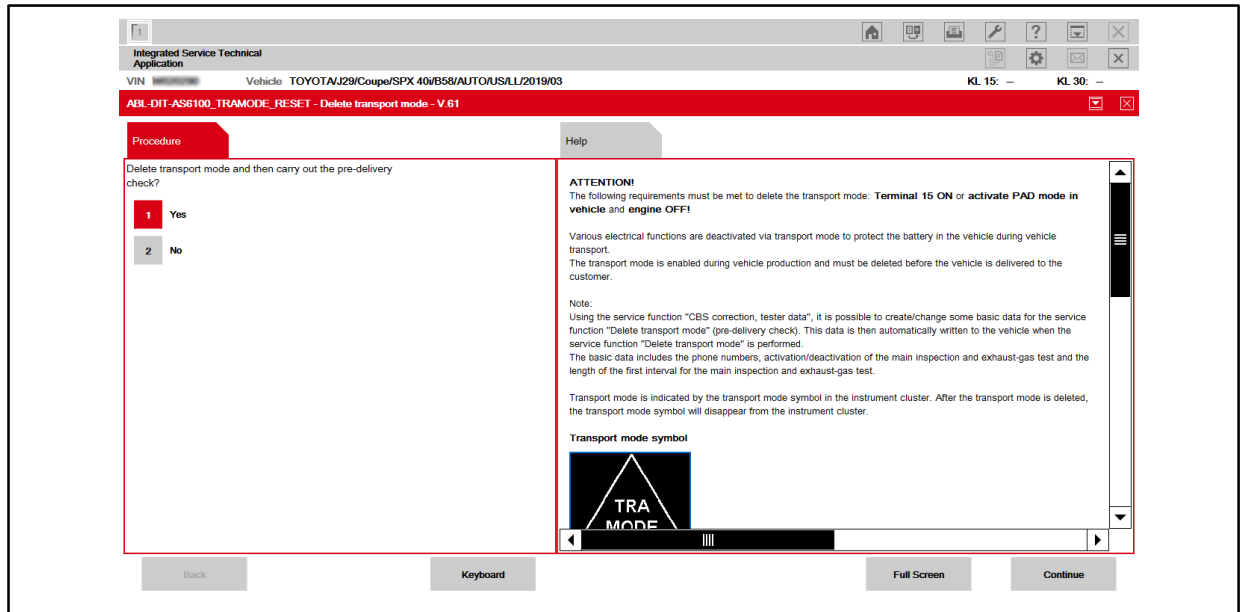 1
?
Integrated Service Technical
Application
VIN Vehicle TOYOTA/J29/Coupe/SPX 40i/B58/AUTO/US/LL/2019/03 KL 15: -- KL 30: --
ABL-DIT-AS6100_TRAMODE_RESET - Delete transport mode - V.61
Procedure
Help
Delete transport mode and then carry out the pre-delivery
check?
1 Yes
2 No
ATTENTION!
The following requirements must be met to delete the transport mode: Terminal 15 ON or activate PAD mode in
vehicle and engine OFF!
Various electrical functions are deactivated via transport mode to protect the battery in the vehicle during vehicle
transport.
The transport mode is enabled during vehicle production and must be deleted before the vehicle is delivered to the
customer.
Note:
Using the service function "CBS correction, tester data", it is possible to create/change some basic data for the service
function "Delete transport mode" (pre-delivery check). This data is then automatically written to the vehicle when the
service function "Delete transport mode" is performed.
The basic data includes the phone numbers, activation/deactivation of the main inspection and exhaust-gas test and the
length of the first interval for the main inspection and exhaust-gas test.
Transport mode is indicated by the transport mode symbol in the instrument cluster. After the transport mode is deleted,
the transport mode symbol will disappear from the instrument cluster.
Transport mode symbol
TRA
MODE
Back
Keyboard
Full Screen
Continue